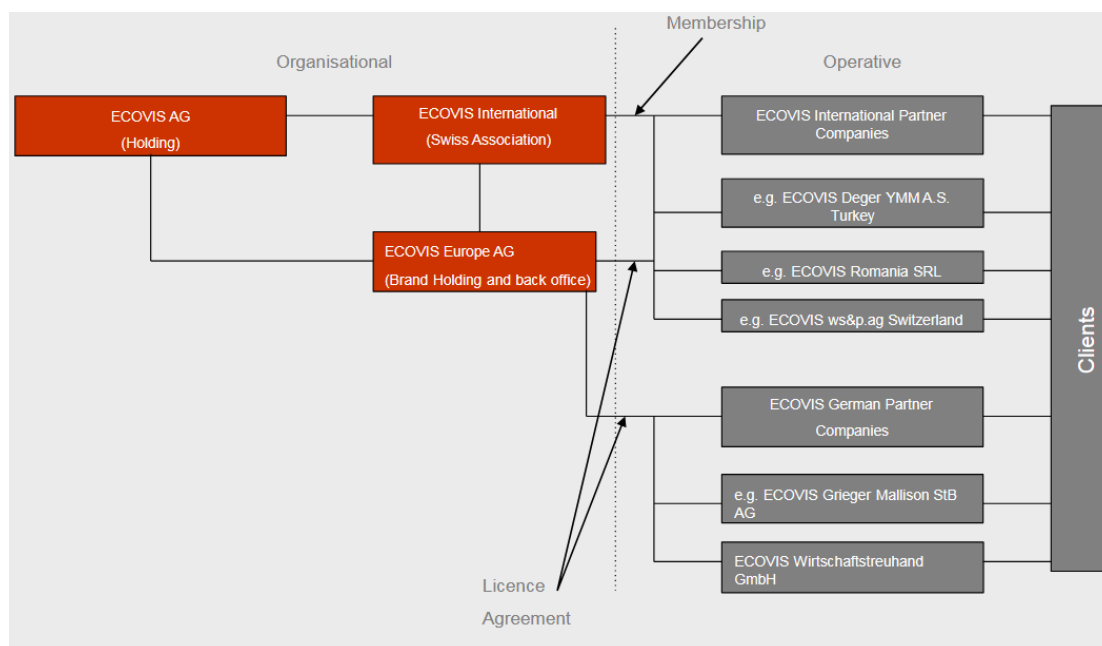 Membership
Organisational
Operative
ECOVIS AG
(Holding)
ECOVIS International
(Swiss Association)
ECOVIS International Partner
Companies
e.g. ECOVIS Deger YMM A.S.
Turkey
ECOVIS Europe AG
(Brand Holding and back office)
e.g. ECOVIS Romania SRL
e.g. ECOVIS ws&p.ag Switzerland
Clients
ECOVIS German Partner
Companies
e.g. ECOVIS Grieger Mallison StB
AG
ECOVIS Wirtschaftstreuhand
GmbH
Licence
Agreement